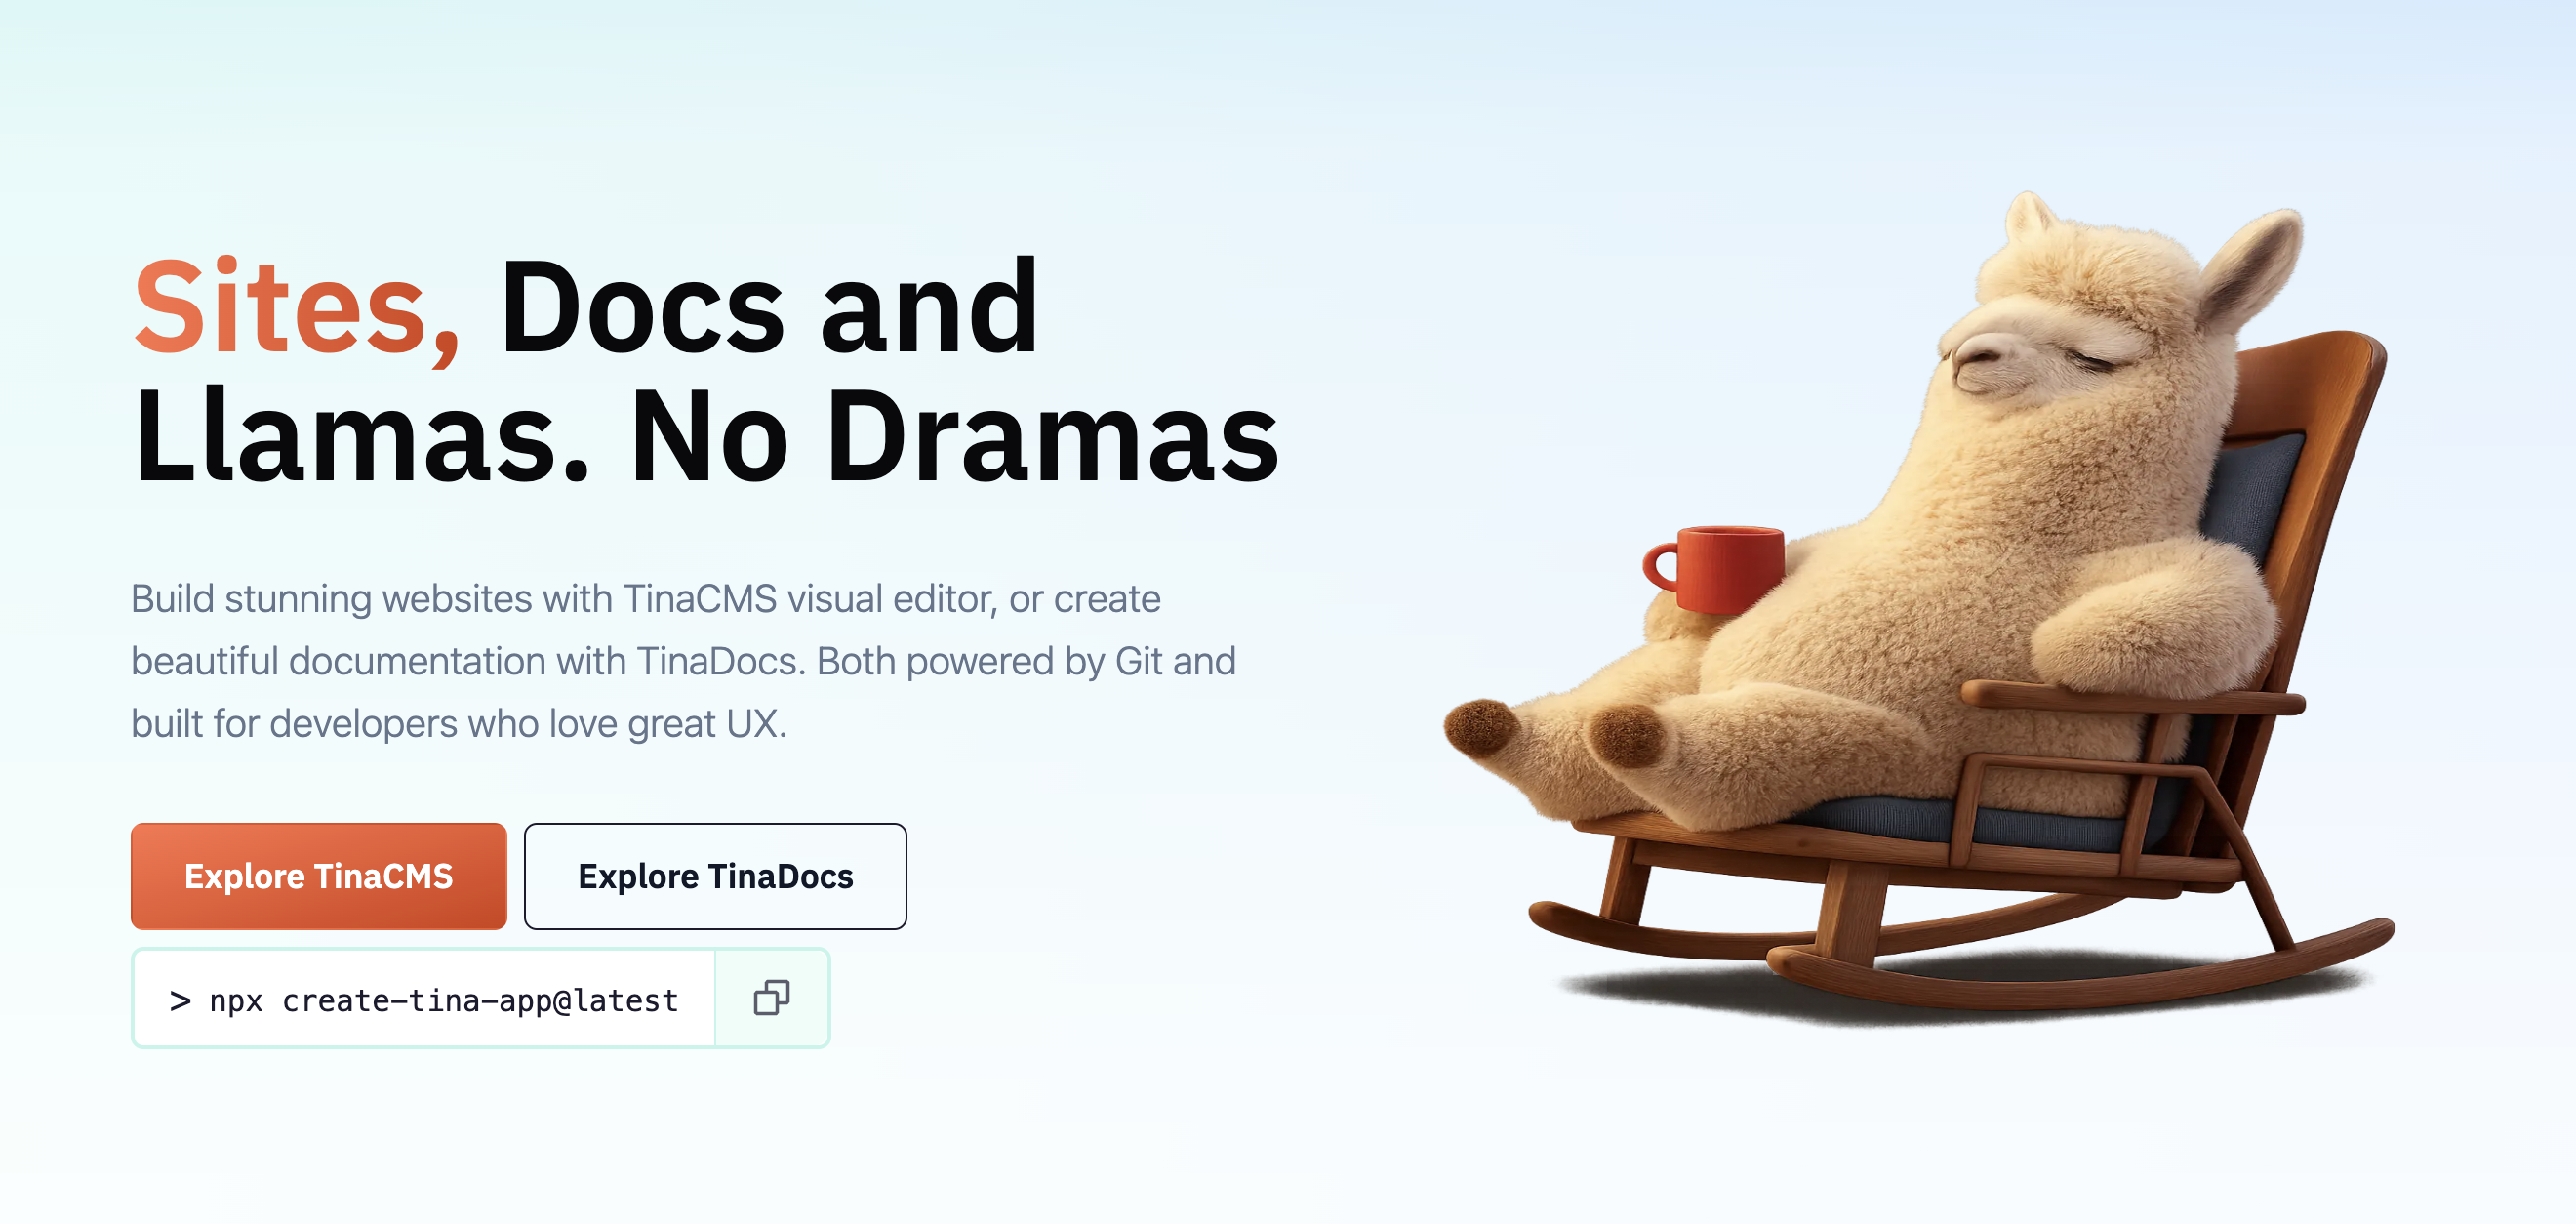 Sites, Docs and
Llamas. No Dramas
Build stunning websites with TinaCMS visual editor, or create
beautiful documentation with TinaDocs. Both powered by Git and
built for developers who love great UX.
Explore TinaCMS
Explore TinaDocs
> npx create-tina-app@latest